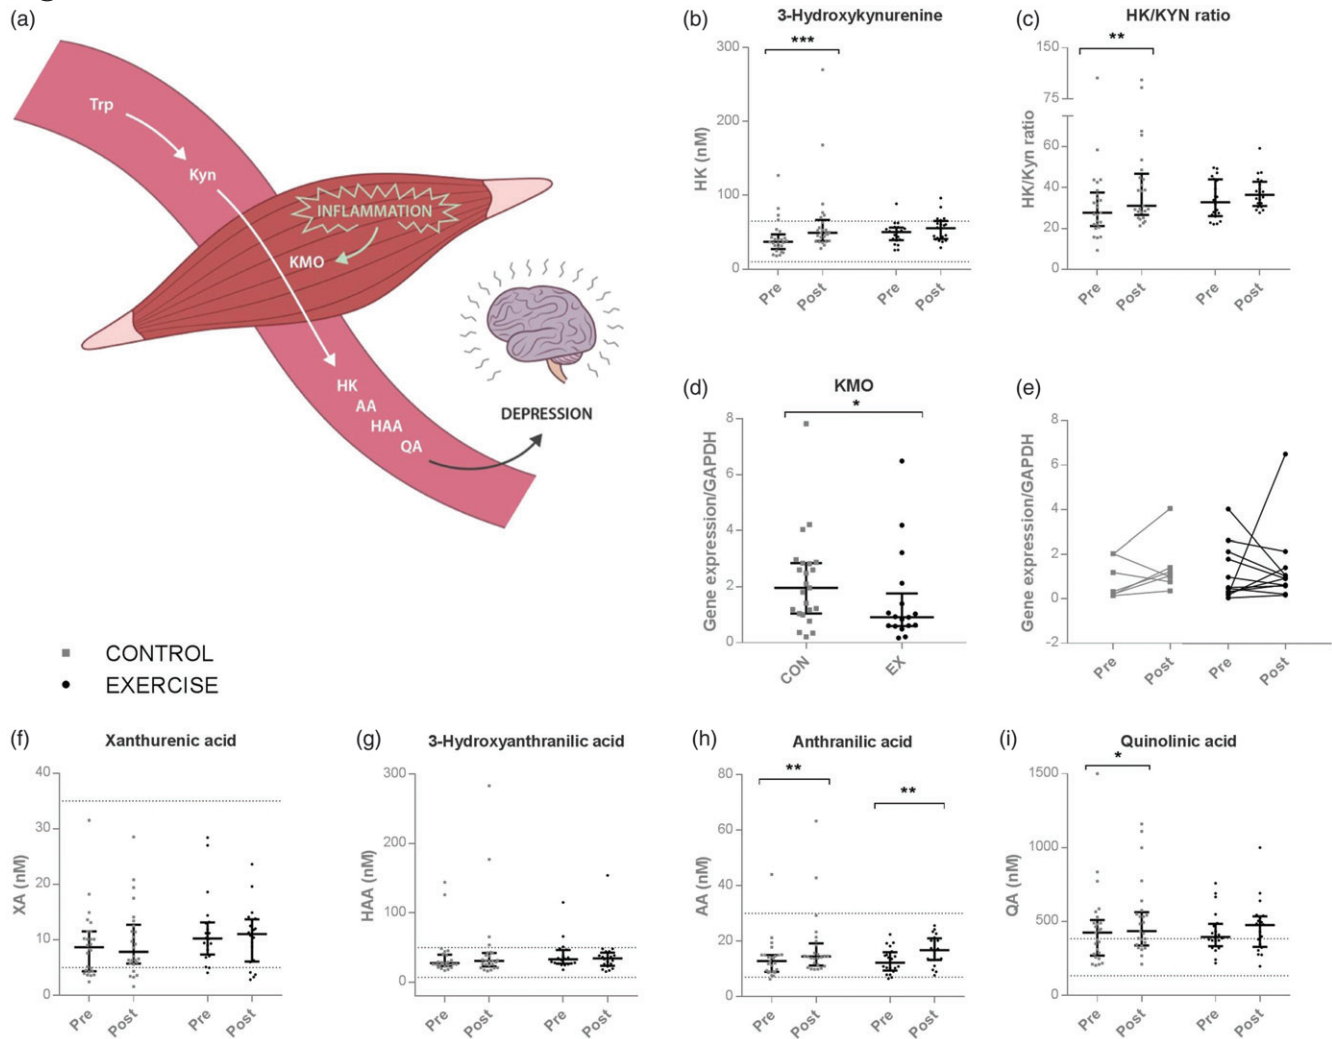 (a)
Trp
Kyn
INFLAMMATION
KMO
HK
AA
HAA
QA
DEPRESSION
(b)
3-Hydroxykynurenine
***
HK (nM)
300
200
100
0
Pre
Post
Pre
Post
(c)
HK/KYN ratio
**
HK/Kyn ratio
150
75
60
40
20
0
Pre
Post
Pre
Post
(d)
KMO
*
Gene expression/GAPDH
8
6
4
2
0
CON
EX
(e)
Gene expression/GAPDH
8
6
4
2
0
-2
Pre
Post
Pre
Post
CONTROL
EXERCISE
(f)
Xanthurenic acid
XA (nM)
40
30
20
10
0
Pre
Post
Pre
Post
(g)
3-Hydroxyanthranilic acid
HAA (nM)
300
200
100
0
Pre
Post
Pre
Post
(h)
Anthranilic acid
**
**
AA (nM)
80
60
40
20
0
Pre
Post
Pre
Post
(i)
Quinolinic acid
*
QA (nM)
1500
1000
500
0
Pre
Post
Pre
Post